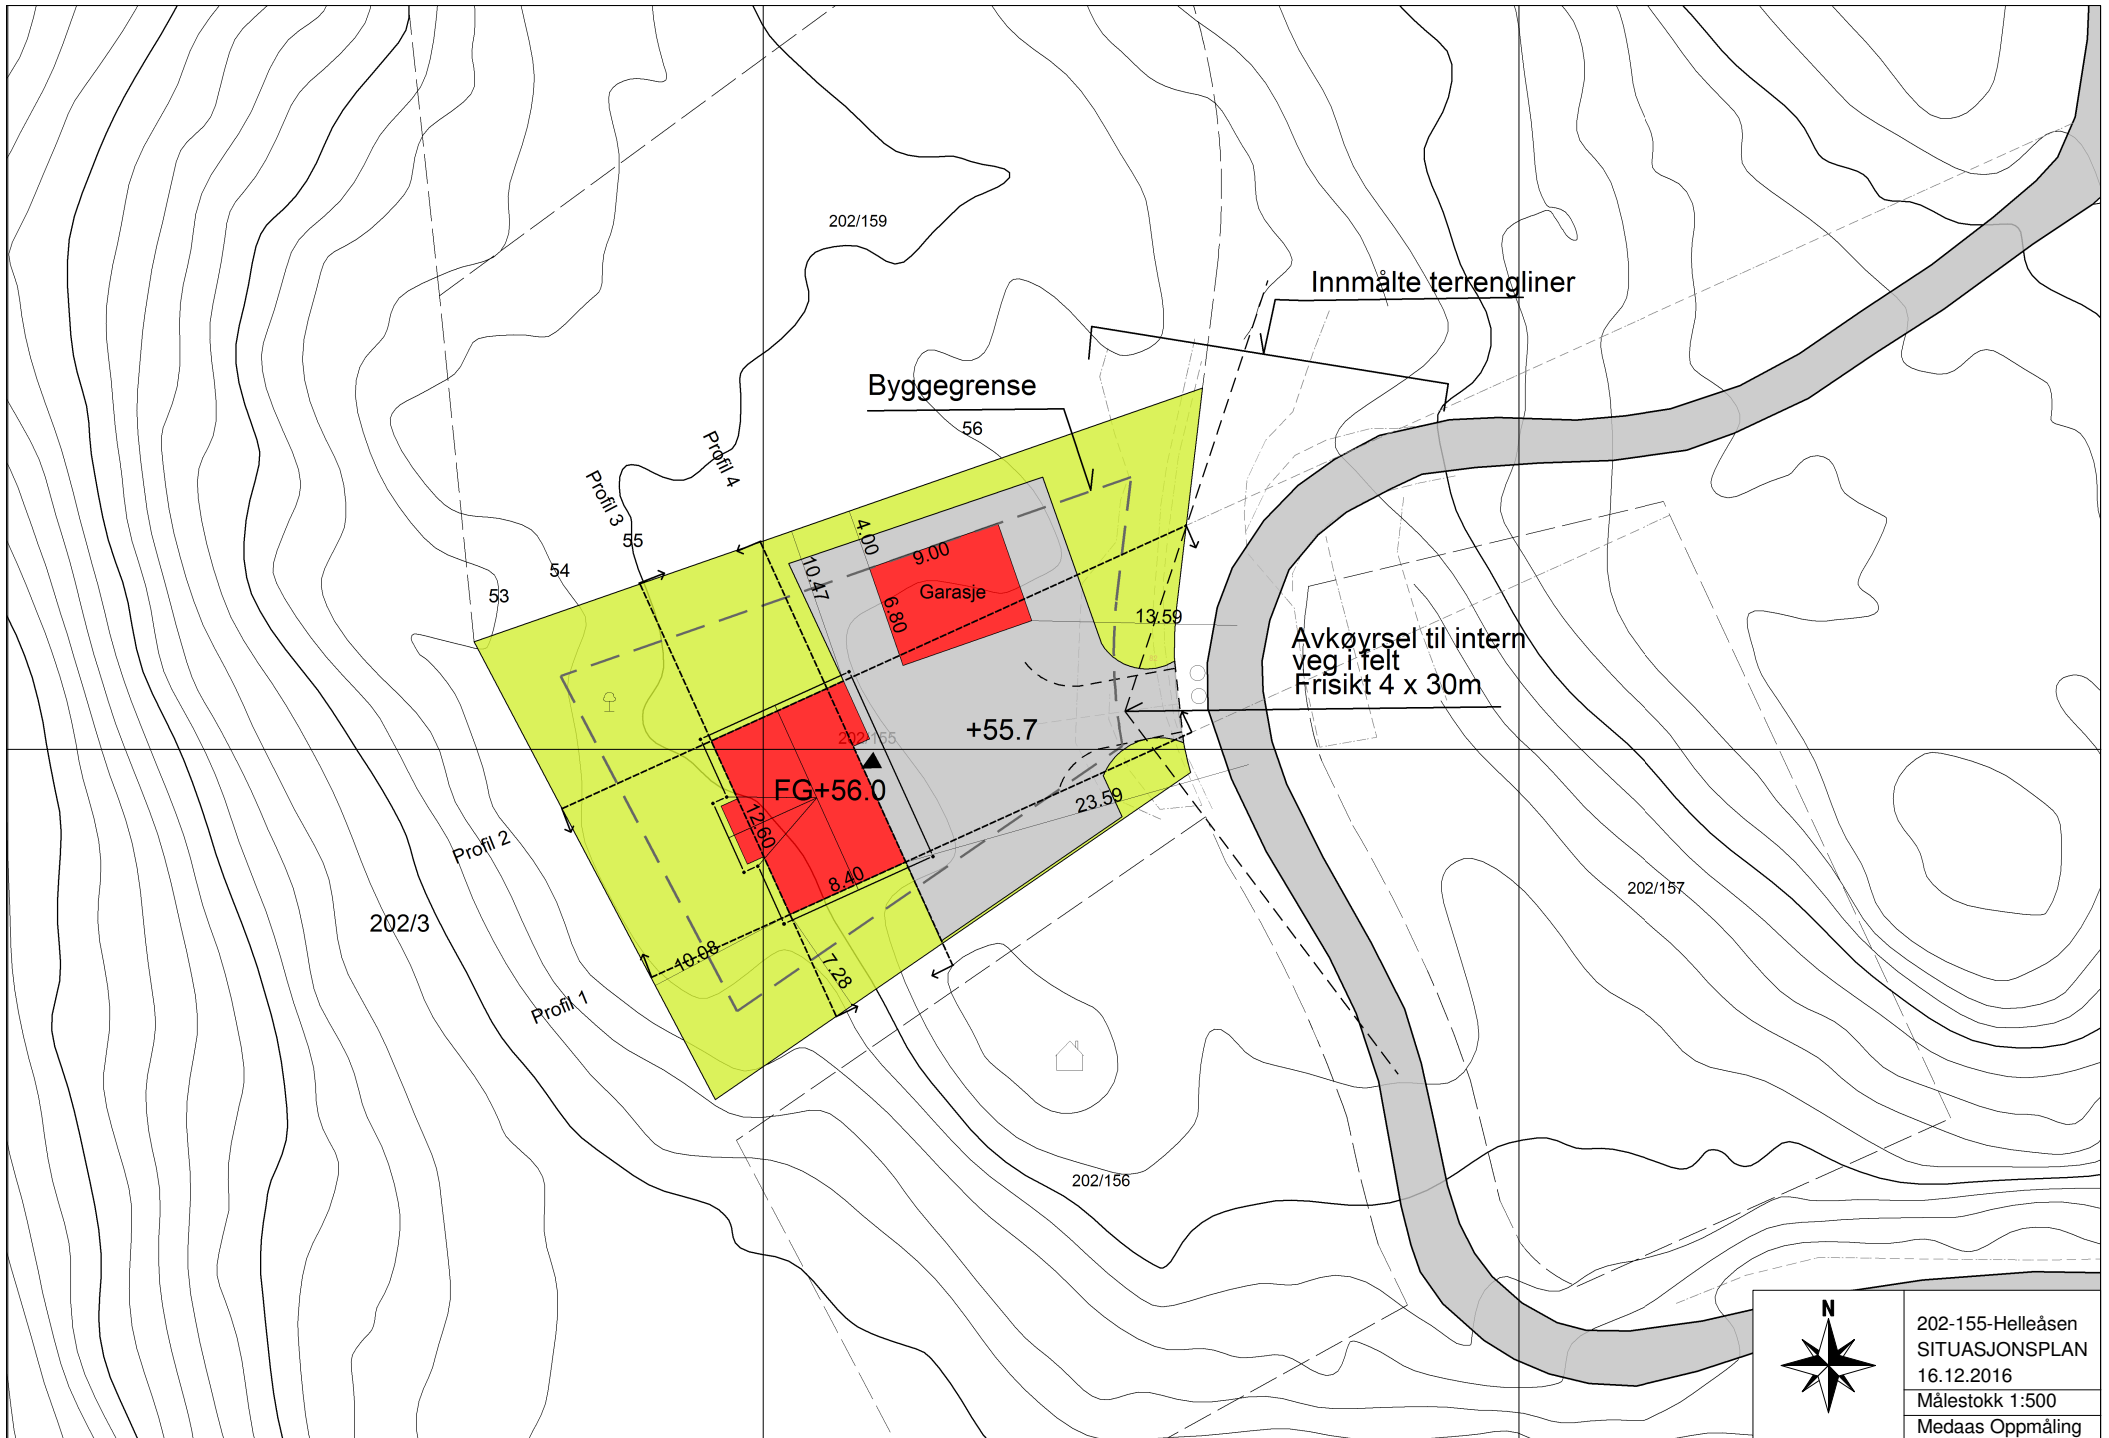 202/159
Innmålte terrengliner
Byggegrense
56
Profil 4
Profil 3
55
54
53
4.00
9.00
10.47
Garasje
6.80
13.59
Avkøyrsel til intern
veg i felt
Frisikt 4 x 30m
+55.7
202/155
FG+56.0
12.60
23.59
8.40
Profil 2
202/3
10.08
7.28
Profil 1
202/157
202/156
N
202-155-Helleåsen
SITUASJONSPLAN
16.12.2016
Målestokk 1:500
Medaas Oppmåling